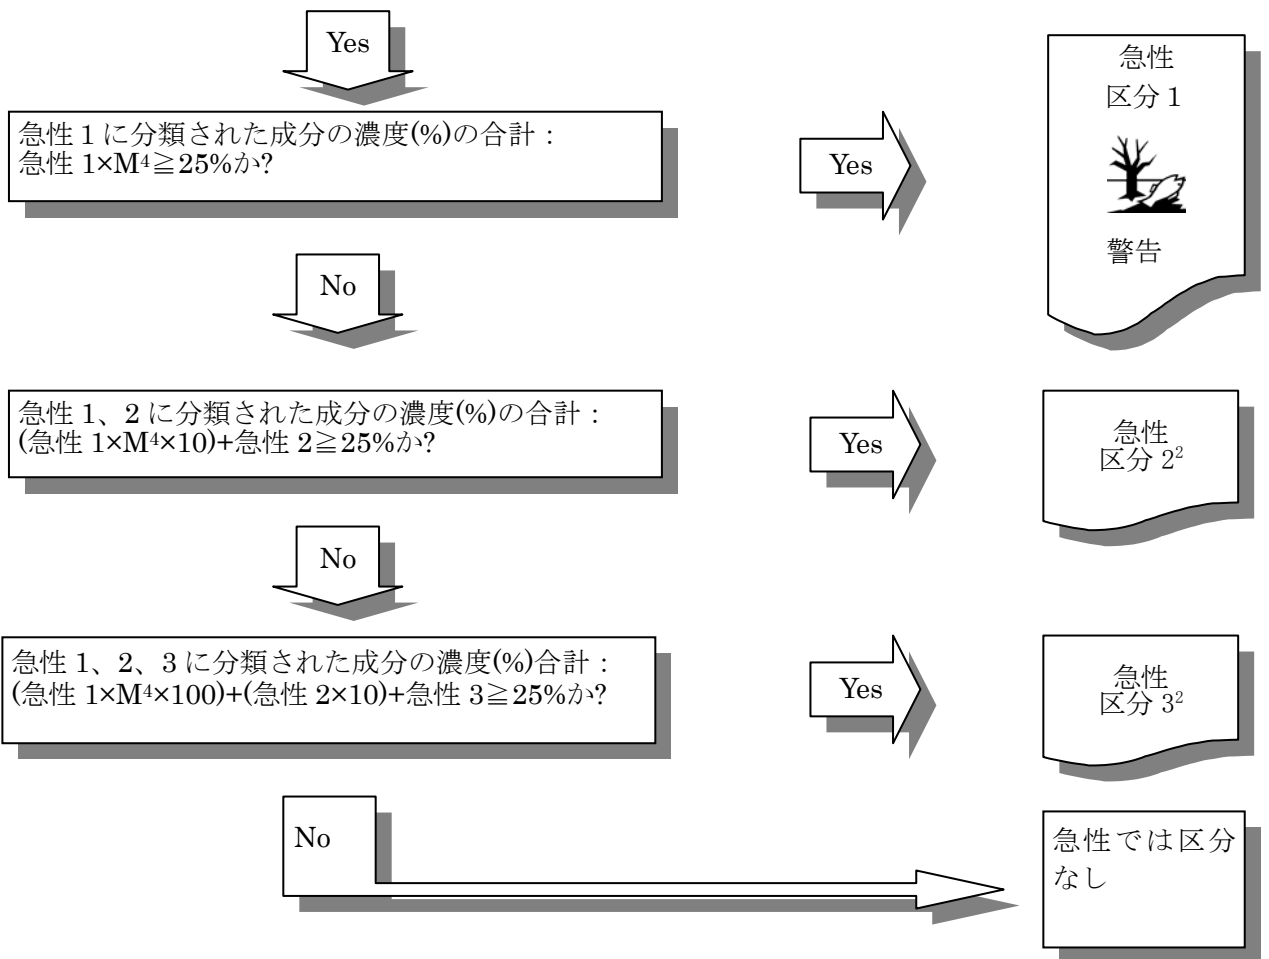 Yes
急性 1 に分類された成分の濃度(%)の合計：
急性 1×M⁴≧25%か?
Yes
急性
区分 1
警告
No
急性 1、2 に分類された成分の濃度(%)の合計：
(急性 1×M⁴×10)+急性 2≧25%か?
Yes
急性
区分 2²
No
急性 1、2、3 に分類された成分の濃度(%)合計：
(急性 1×M⁴×100)+(急性 2×10)+急性 3≧25%か?
Yes
急性
区分 3²
No
急性では区分
なし